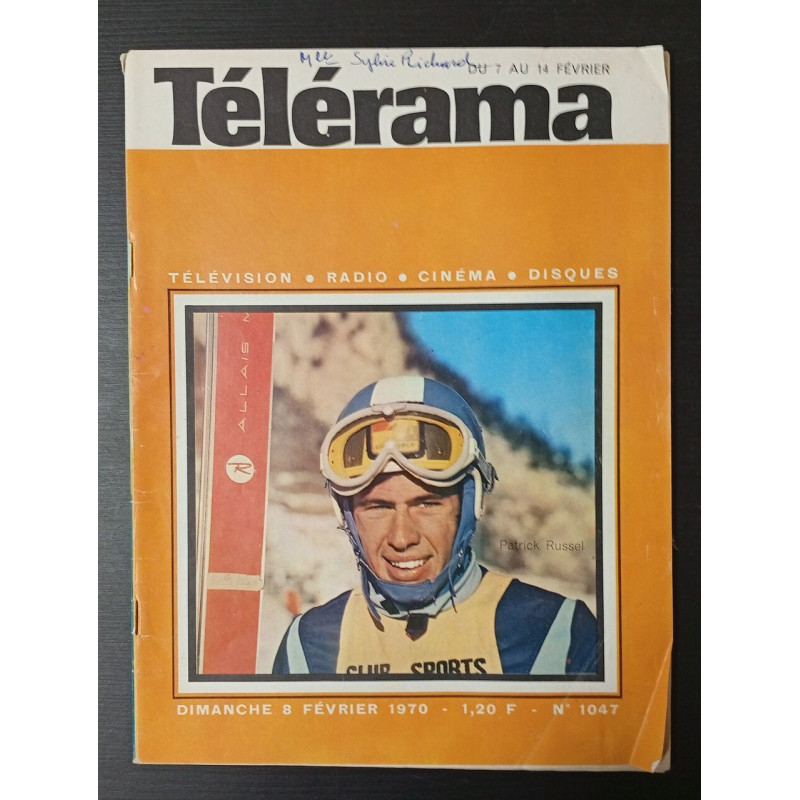 Mlle Sylvie Richard
DU 7 AU 14 FÉVRIER
Télérama
TÉLÉVISION ● RADIO ● CINÉMA ● DISQUES
ALLAIS M
R
Patrick Russel
CLUB SPORTS
DIMANCHE 8 FÉVRIER 1970 - 1,20 F - N° 1047